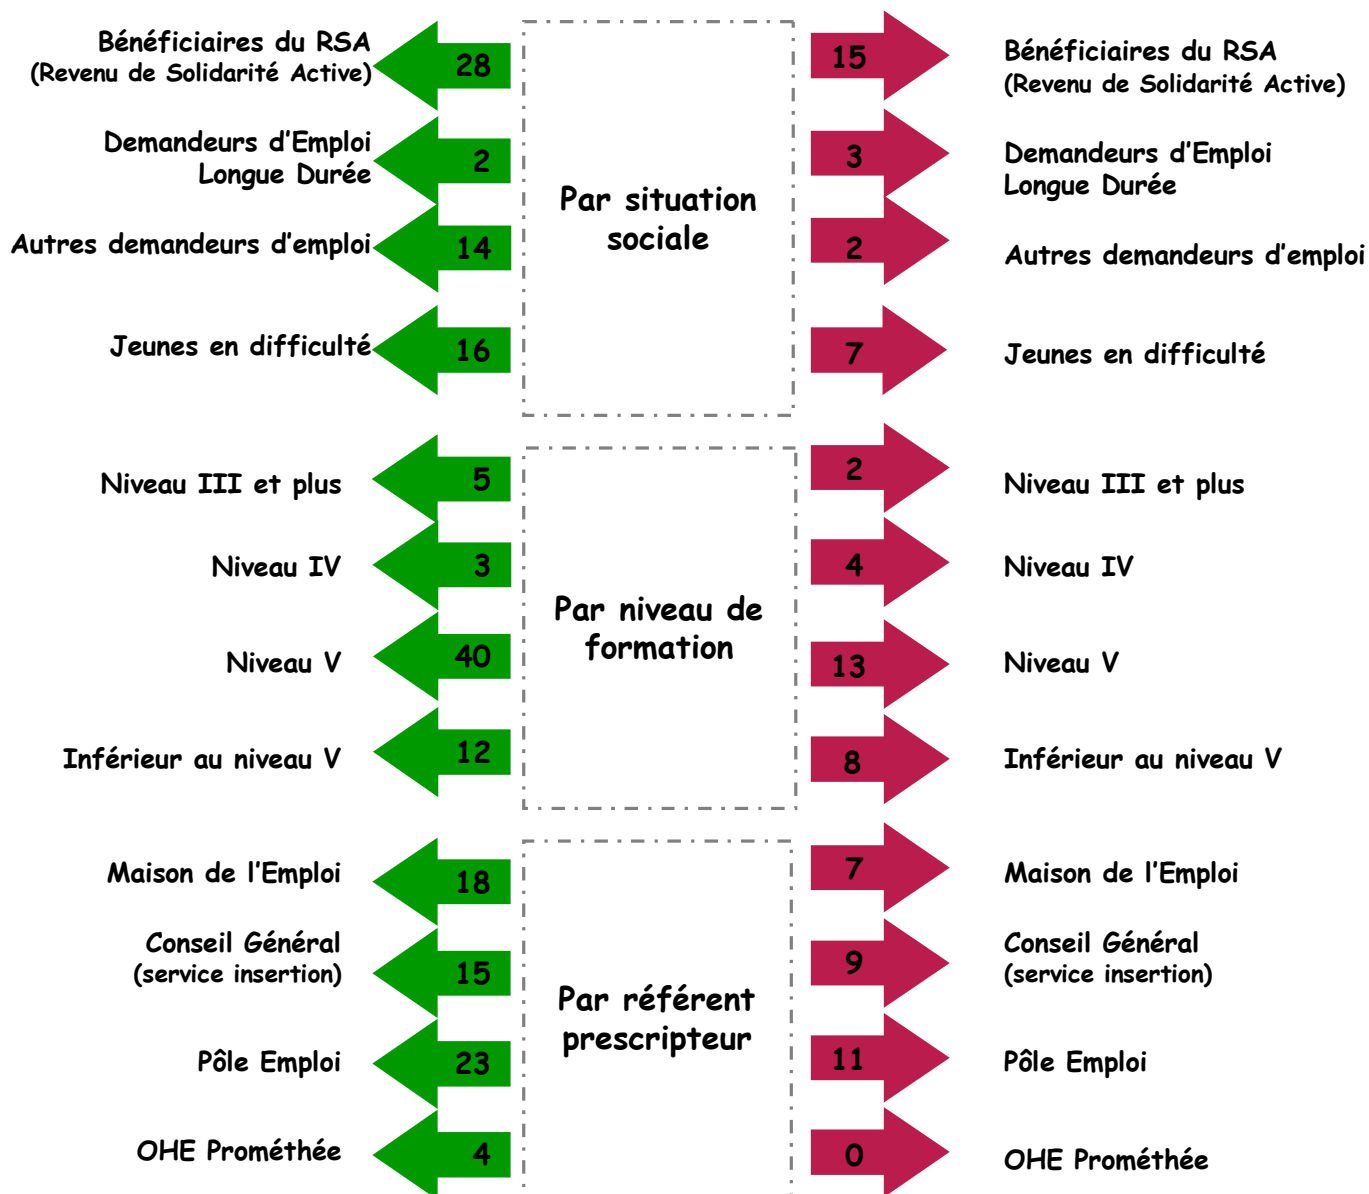 Bénéficiaires du RSA
(Revenu de Solidarité Active)
28
15
Bénéficiaires du RSA
(Revenu de Solidarité Active)
Demandeurs d'Emploi
Longue Durée
2
3
Demandeurs d'Emploi
Longue Durée
Par situation
sociale
Autres demandeurs d'emploi
14
2
Autres demandeurs d'emploi
Jeunes en difficulté
16
7
Jeunes en difficulté
Niveau III et plus
5
2
Niveau III et plus
Niveau IV
3
4
Niveau IV
Par niveau de
formation
Niveau V
40
13
Niveau V
Inférieur au niveau V
12
8
Inférieur au niveau V
Maison de l'Emploi
18
7
Maison de l'Emploi
Conseil Général
(service insertion)
15
9
Conseil Général
(service insertion)
Par référent
prescripteur
Pôle Emploi
23
11
Pôle Emploi
OHE Prométhée
4
0
OHE Prométhée